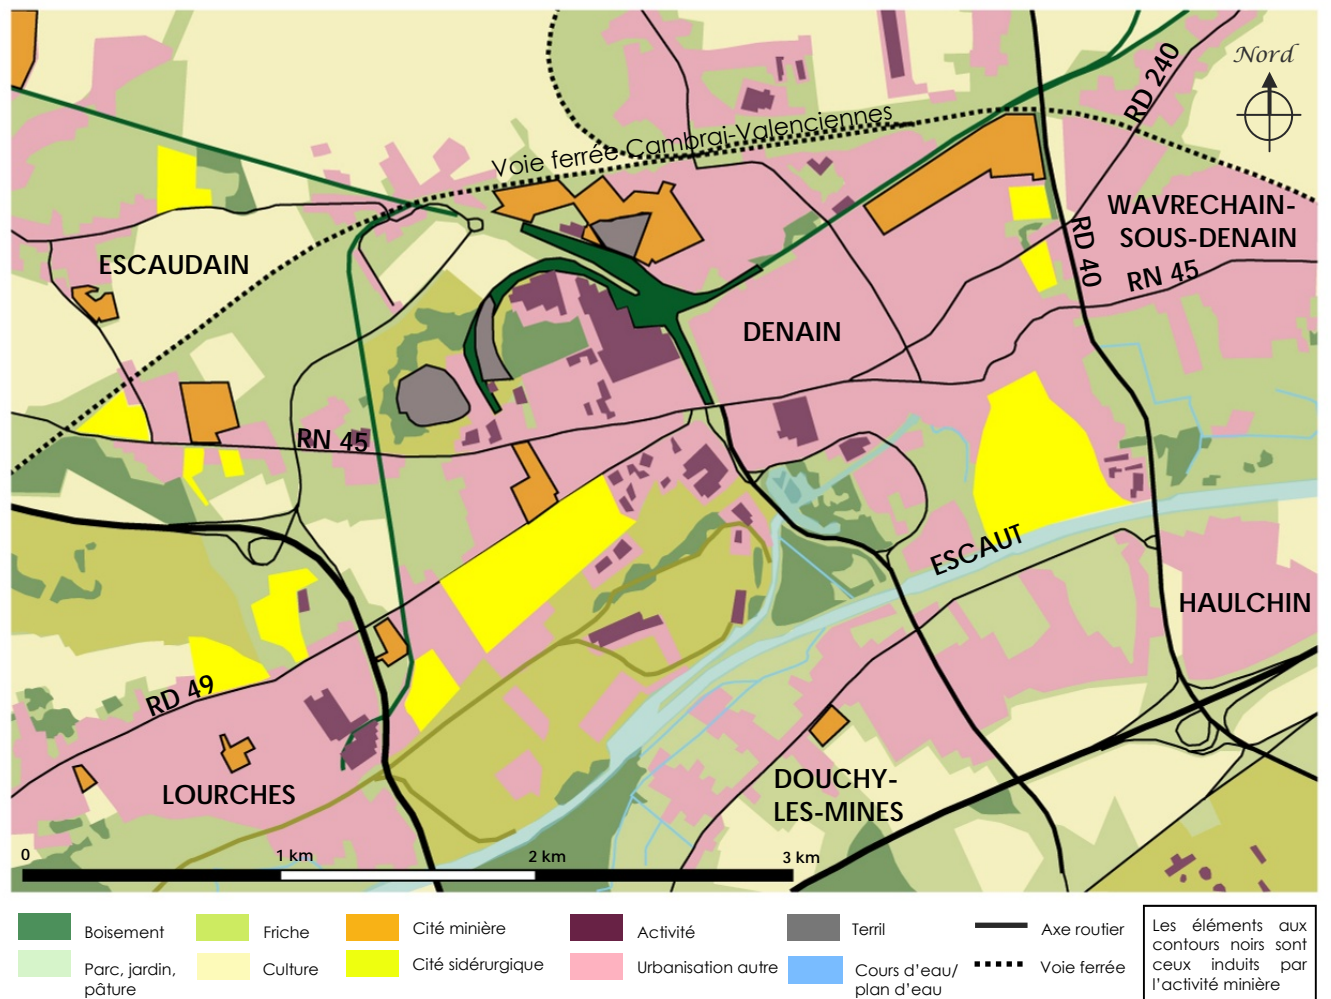 Nord
RD 240
Voie ferrée Cambrai-Valenciennes
WAVRECHAIN-
SOUS-DENAIN
RD 40
RN 45
ESCAUDAIN
DENAIN
RN 45
ESCAUT
HAULCHIN
RD 49
LOURCHES
DOUCHY-
LES-MINES
0 1 km 2 km 3 km
Boisement
Parc, jardin,
pâture
Friche
Culture
Cité minière
Cité sidérurgique
Activité
Urbanisation autre
Terril
Cours d'eau/
plan d'eau
Axe routier
Voie ferrée
Les éléments aux
contours noirs sont
ceux induits par
l'activité minière